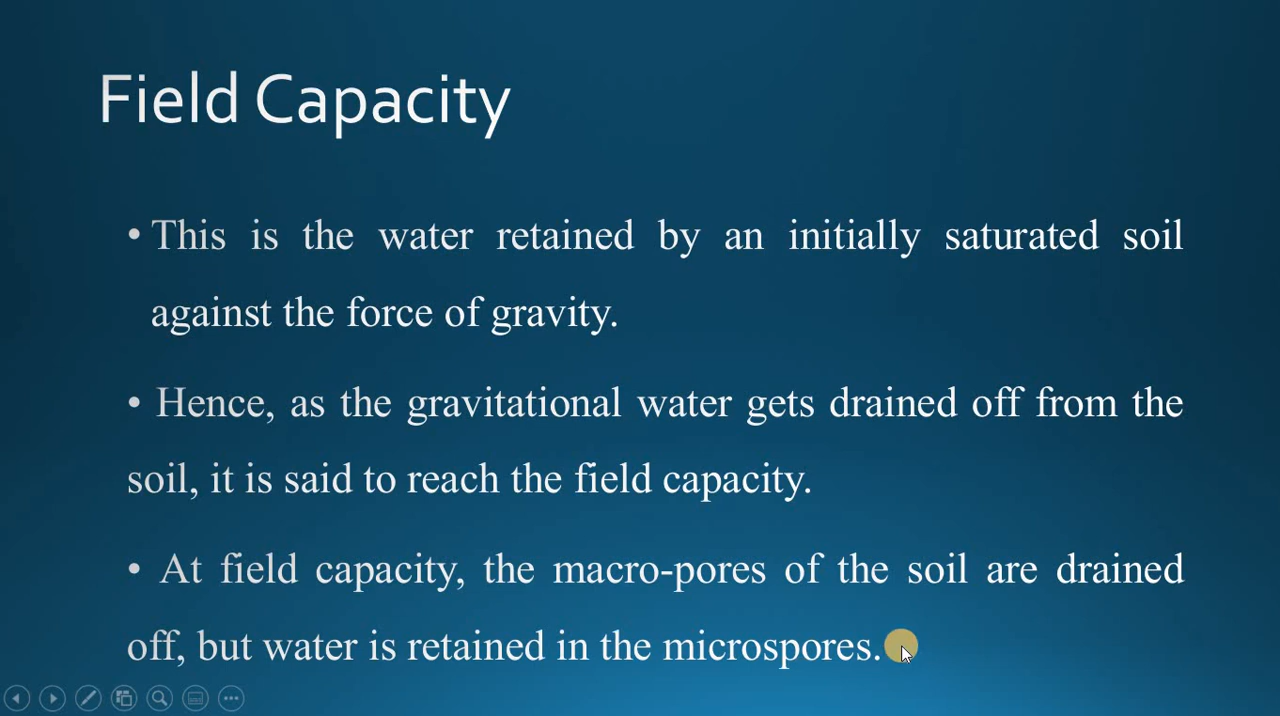 Field Capacity
• This is the water retained by an initially saturated soil
against the force of gravity.
• Hence, as the gravitational water gets drained off from the
soil, it is said to reach the field capacity.
• At field capacity, the macro-pores of the soil are drained
off, but water is retained in the microspores.